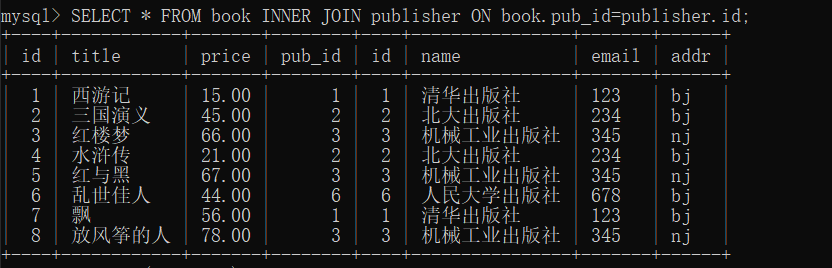 mysql> SELECT * FROM book INNER JOIN publisher ON book.pub_id=publisher.id;
+----+------------+-------+--------+----+----------------+-------+------+
| id | title | price | pub_id | id | name | email | addr |
+----+------------+-------+--------+----+----------------+-------+------+
| 1 | 西游记 | 15.00 | 1 | 1 | 清华出版社 | 123 | bj |
| 2 | 三国演义 | 45.00 | 2 | 2 | 北大出版社 | 234 | bj |
| 3 | 红楼梦 | 66.00 | 3 | 3 | 机械工业出版社 | 345 | nj |
| 4 | 水浒传 | 21.00 | 2 | 2 | 北大出版社 | 234 | bj |
| 5 | 红与黑 | 67.00 | 3 | 3 | 机械工业出版社 | 345 | nj |
| 6 | 乱世佳人 | 44.00 | 6 | 6 | 人民大学出版社 | 678 | bj |
| 7 | 飘 | 56.00 | 1 | 1 | 清华出版社 | 123 | bj |
| 8 | 放风筝的人 | 78.00 | 3 | 3 | 机械工业出版社 | 345 | nj |
+----+------------+-------+--------+----+----------------+-------+------+